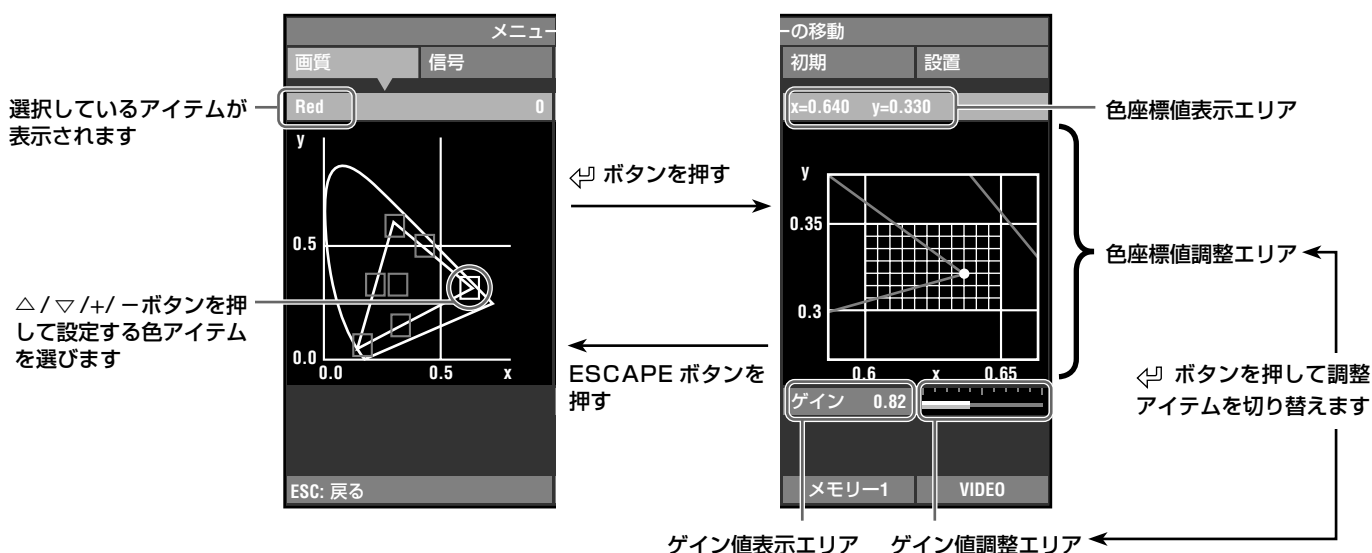 メニュー
画質 信号
Red 0
y
0.5
0.0
0.0 0.5 x
ESC: 戻る
選択しているアイテムが
表示されます
△ / ▽ /+/ －ボタンを押
して設定する色アイテム
を選びます
⏎ ボタンを押す
ESCAPE ボタンを
押す
ーの移動
初期 設置
x=0.640 y=0.330
y
0.35
0.3
0.6 x 0.65
ゲイン 0.82
メモリー1 VIDEO
色座標値表示エリア
色座標値調整エリア
⏎ ボタンを押して調整
アイテムを切り替えます
ゲイン値表示エリア ゲイン値調整エリア